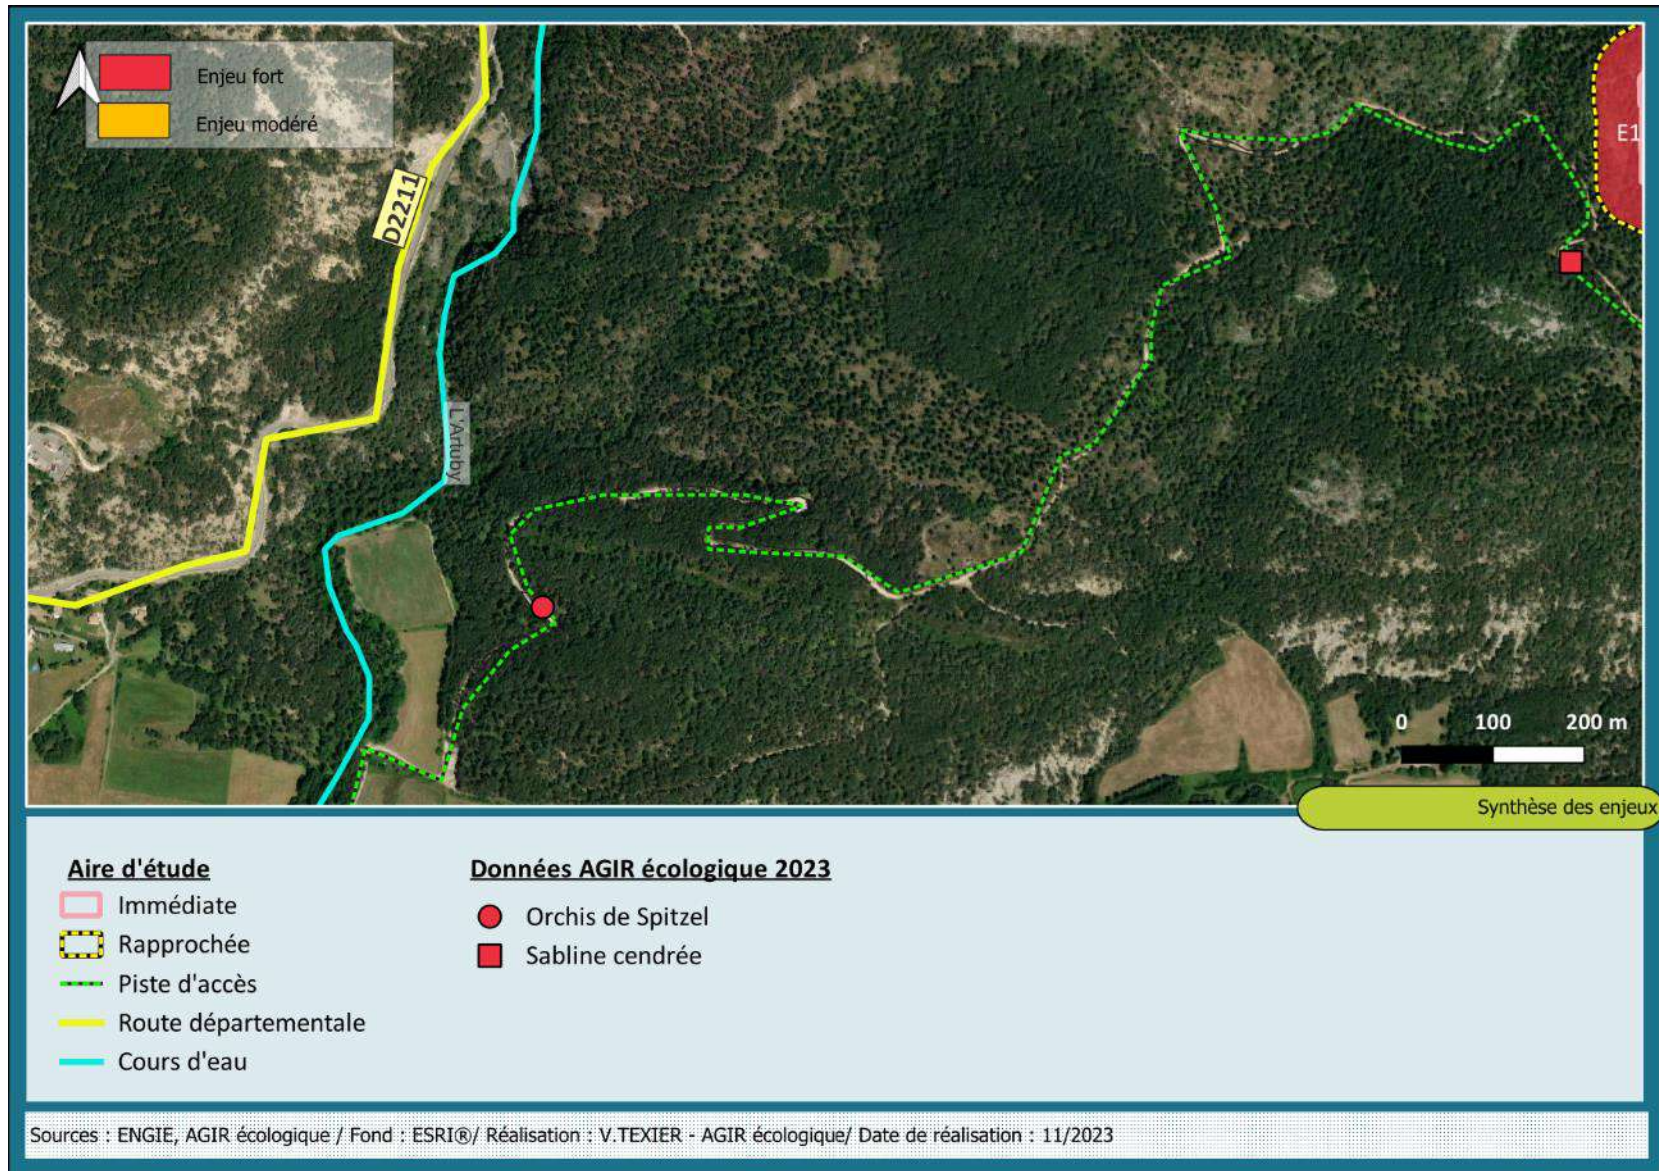 Enjeu fort
Enjeu modéré
D2211
E1
L'Artuby
0 100 200 m
Synthèse des enjeux
Aire d'étude
Immédiate
Rapprochée
Piste d'accès
Route départementale
Cours d'eau
Données AGIR écologique 2023
Orchis de Spitzel
Sabline cendrée
Sources : ENGIE, AGIR écologique / Fond : ESRI®/ Réalisation : V.TEXIER - AGIR écologique/ Date de réalisation : 11/2023